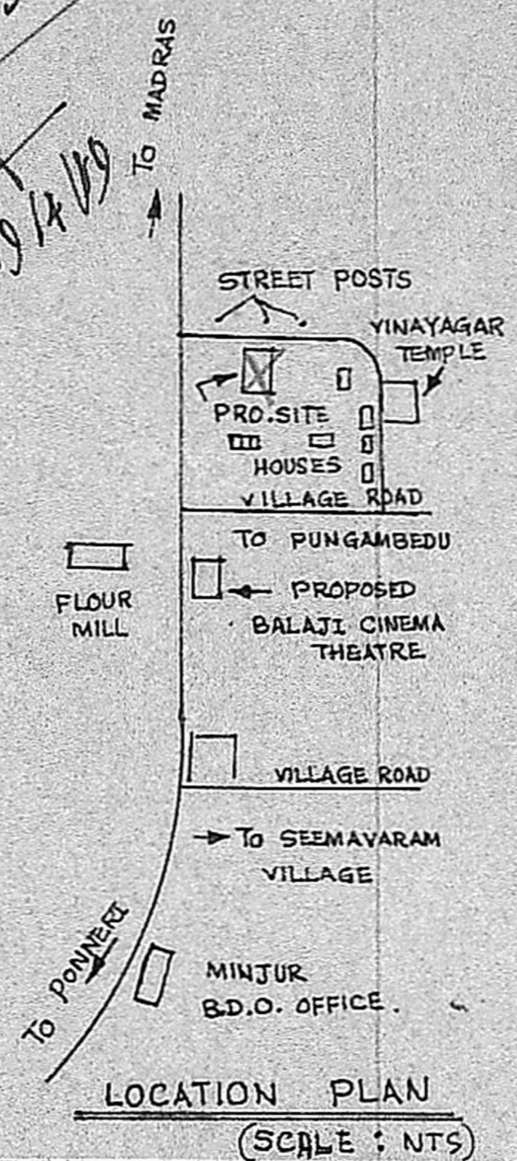 To MADRAS
STREET POSTS
VINAYAGAR
TEMPLE
PRO.SITE
HOUSES
VILLAGE ROAD
TO PUNGAMBEDU
FLOUR
MILL
PROPOSED
BALAJI CINEMA
THEATRE
VILLAGE ROAD
To SEEMAVARAM
VILLAGE
To PONNERI
MINJUR
B.D.O. OFFICE.
LOCATION PLAN
(SCALE : NTS)